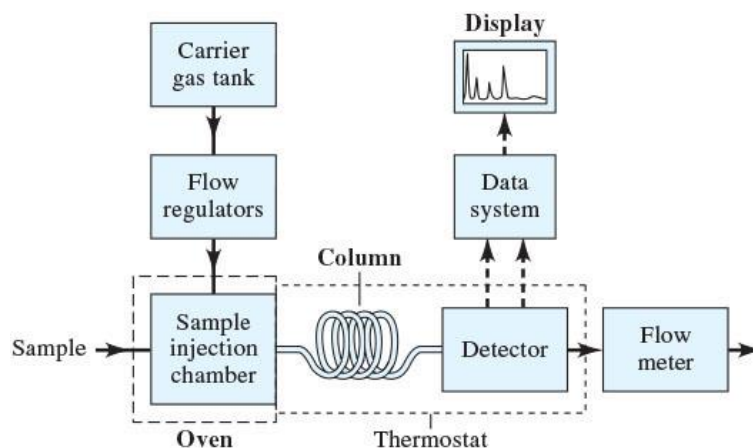 Display
Carrier
gas tank
Flow
regulators
Data
system
Column
Sample
Sample
injection
chamber
Detector
Flow
meter
Oven
Thermostat